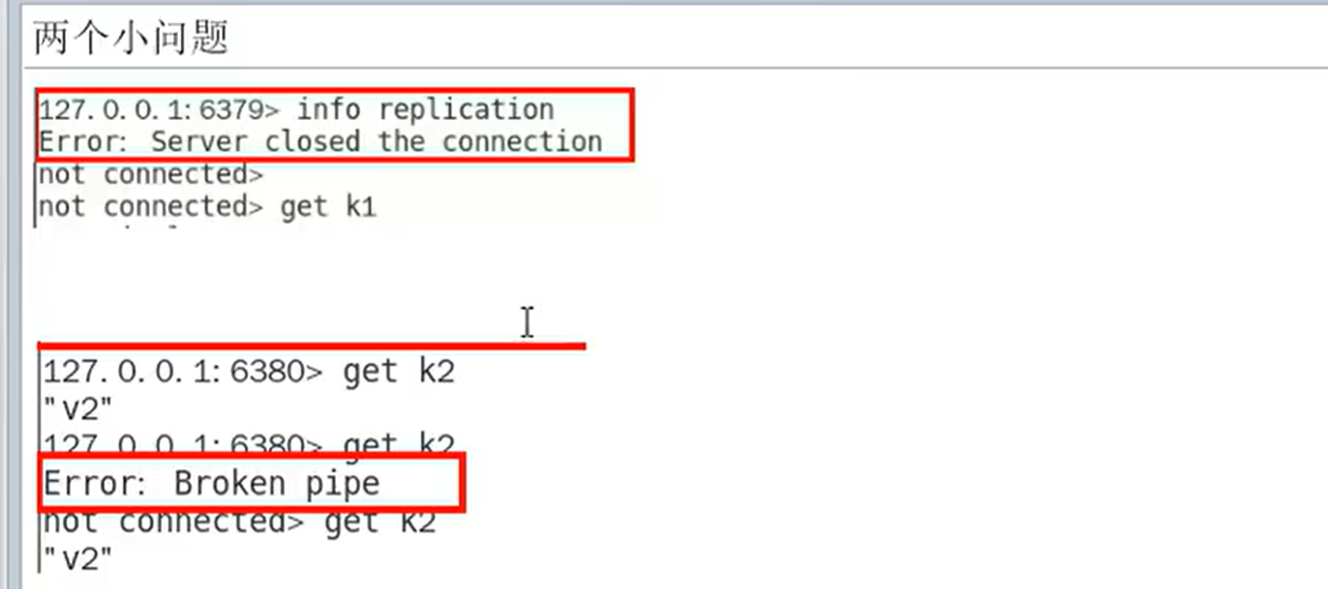 两个小问题
127.0.0.1:6379> info replication
Error: Server closed the connection
not connected>
not connected> get k1
127.0.0.1:6380> get k2
"v2"
127.0.0.1:6380> get k2
Error: Broken pipe
not connected> get k2
"v2"